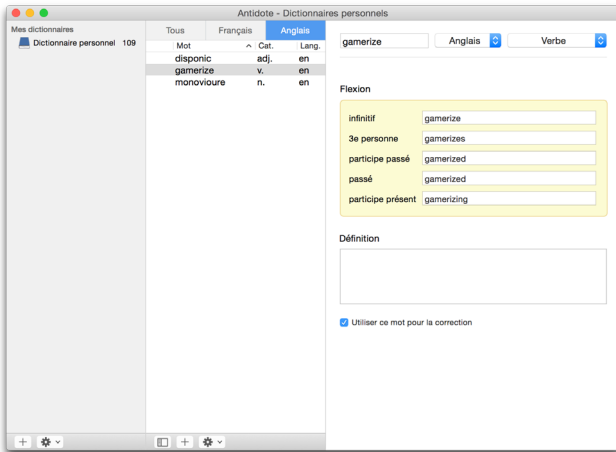 Antidote - Dictionnaires personnels
Mes dictionnaires
Dictionnaire personnel 109
Tous Français Anglais
Mot Cat. Lang.
disponic adj. en
gamerize v. en
monovioure n. en
gamerize Anglais Verbe
Flexion
infinitif gamerize
3e personne gamerizes
participe passé gamerized
passé gamerized
participe présent gamerizing
Définition
Utiliser ce mot pour la correction